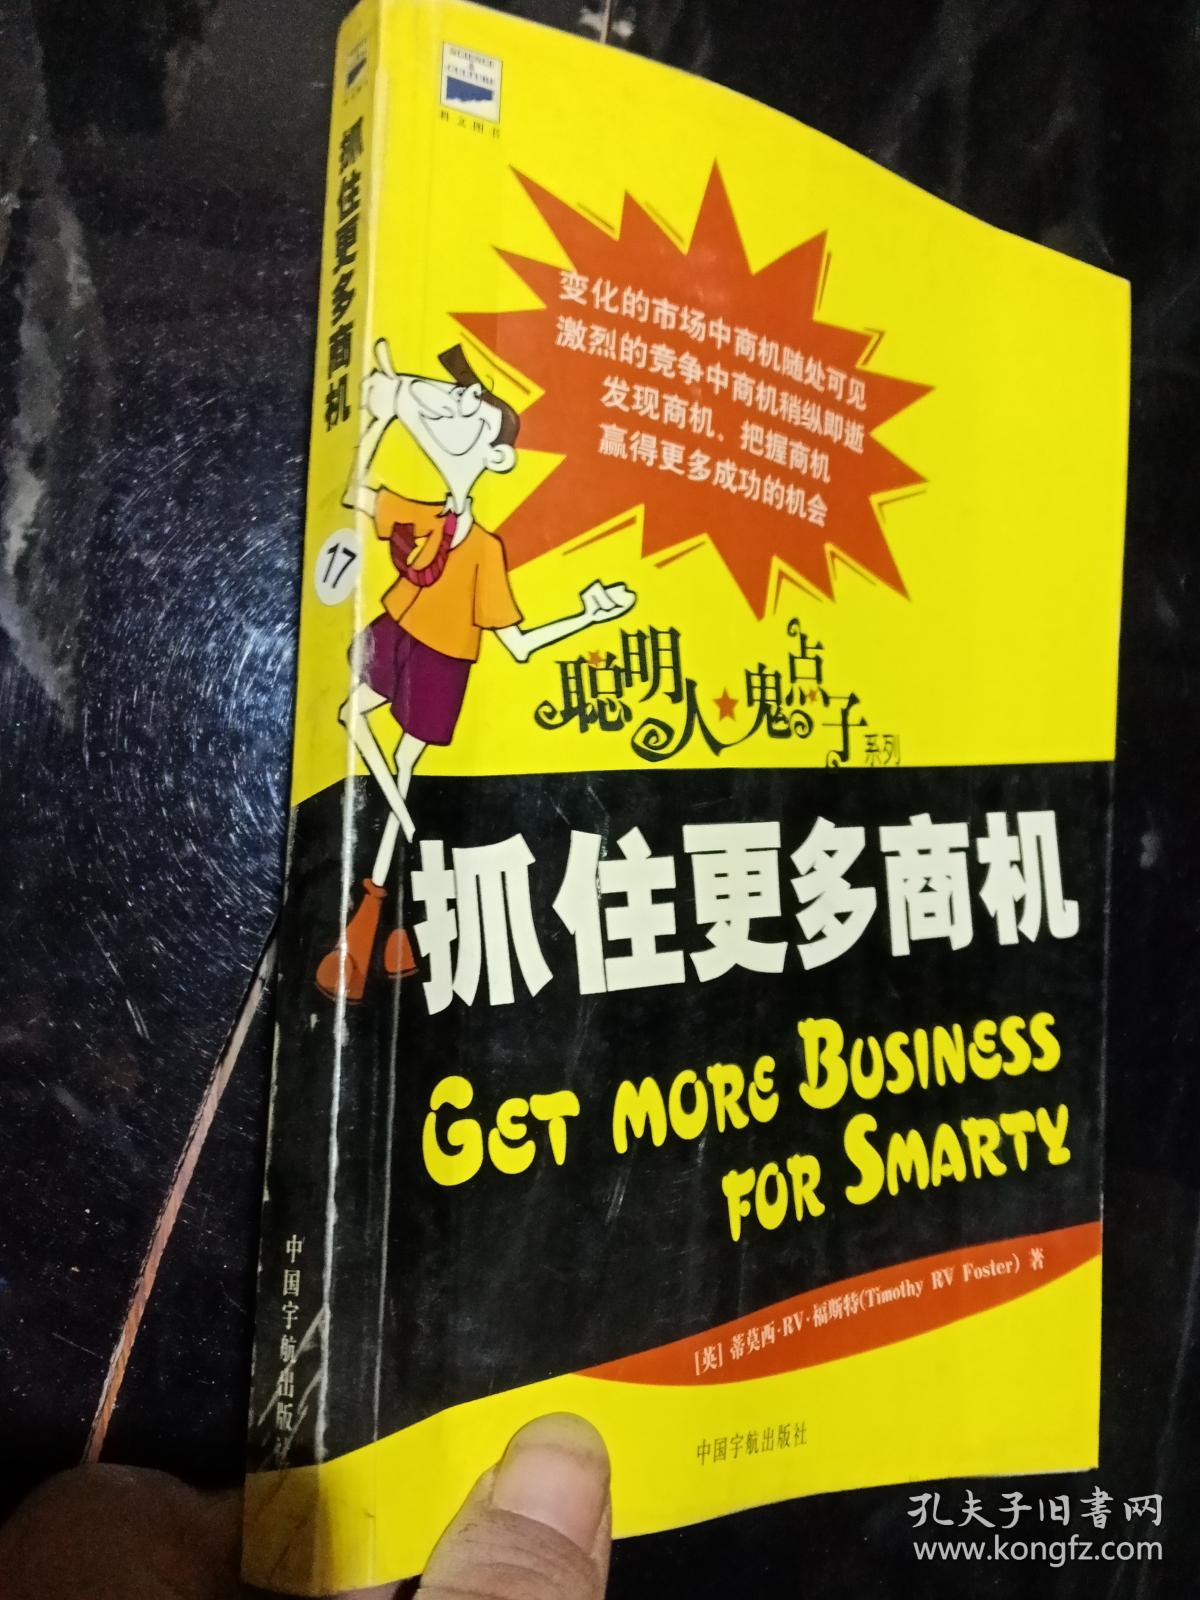 SCIENCE
&
CULTURE
科文图书
抓住更多商机
17
中国宇航出版社
变化的市场中商机随处可见
激烈的竞争中商机稍纵即逝
发现商机、把握商机
赢得更多成功的机会
聪明人★鬼点子系列
抓住更多商机
GET MORE BUSINESS
FOR SMARTY
[英] 蒂莫西·RV·福斯特(Timothy RV Foster) 著
中国宇航出版社
孔夫子旧書网
www.kongfz.com